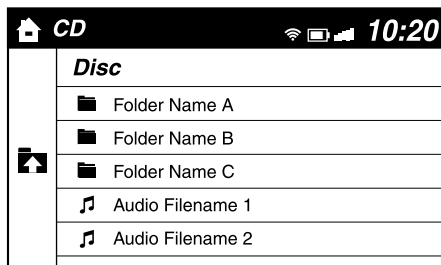 CD 10:20
Disc
Folder Name A
Folder Name B
Folder Name C
Audio Filename 1
Audio Filename 2